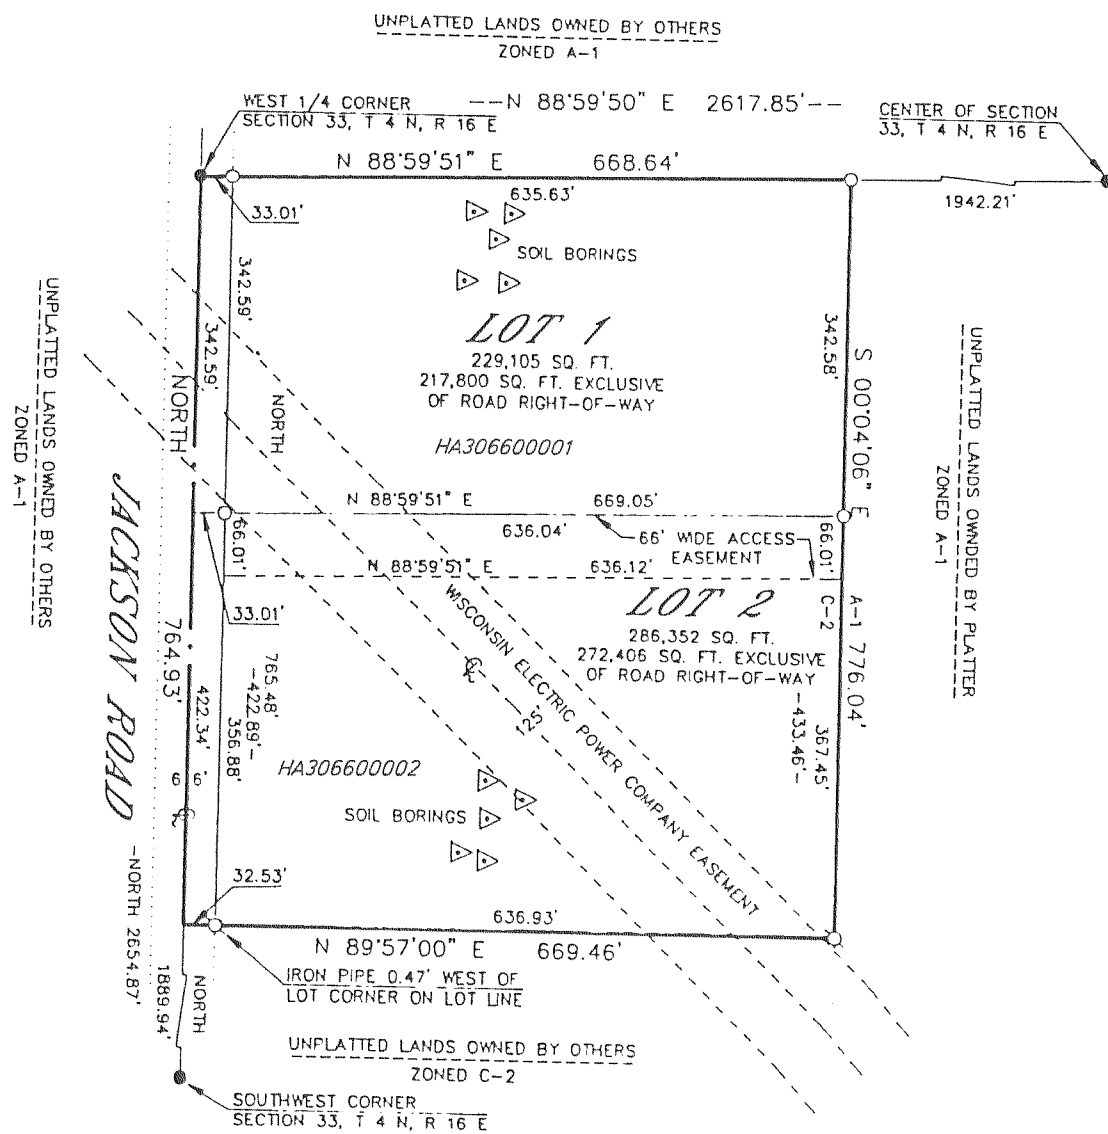 UNPLATTED LANDS OWNED BY OTHERS
ZONED A-1
WEST 1/4 CORNER
SECTION 33, T 4 N, R 16 E
--N 88°59'50" E 2617.85'--
CENTER OF SECTION
33, T 4 N, R 16 E
N 88°59'51" E 668.64'
33.01'
635.63'
1942.21'
SOIL BORINGS
342.59'
342.59'
NORTH
NORTH
LOT 1
229,105 SQ. FT.
217,800 SQ. FT. EXCLUSIVE
OF ROAD RIGHT-OF-WAY
HA306600001
342.58'
S 00°04'06" E
776.04'
UNPLATTED LANDS OWNDED BY PLATTER
ZONED A-1
UNPLATTED LANDS OWNED BY OTHERS
ZONED A-1
N 88°59'51" E 669.05'
636.04'
66' WIDE ACCESS
EASEMENT
66.01'
66.01'
N 88°59'51" E 636.12'
33.01'
A-1
C-2
LOT 2
286,352 SQ. FT.
272,406 SQ. FT. EXCLUSIVE
OF ROAD RIGHT-OF-WAY
WISCONSIN ELECTRIC POWER COMPANY EASEMENT
125'
JACKSON ROAD
764.93'
422.34'
765.48'
-422.89'-
356.88'
367.45'
-433.46'-
HA306600002
SOIL BORINGS
32.53'
636.93'
N 89°57'00" E 669.46'
IRON PIPE 0.47' WEST OF
LOT CORNER ON LOT LINE
-NORTH 2654.87'
1889.94'
NORTH
UNPLATTED LANDS OWNED BY OTHERS
ZONED C-2
SOUTHWEST CORNER
SECTION 33, T 4 N, R 16 E